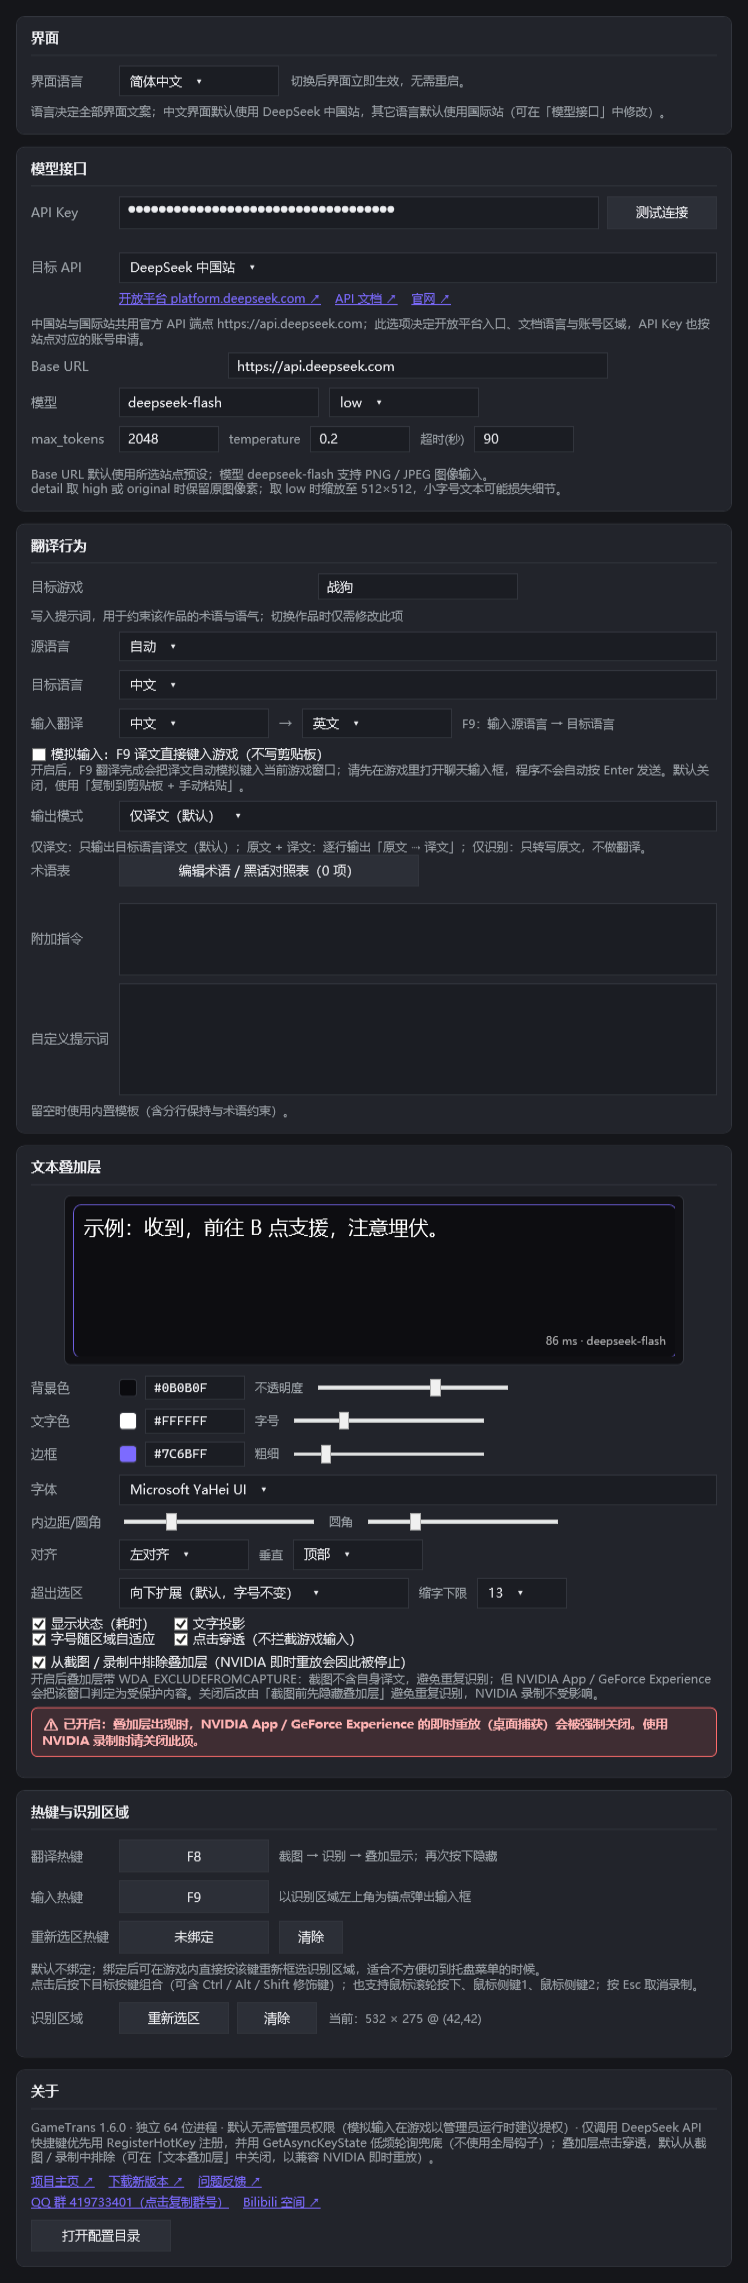 界面
界面语言 简体中文 ▾ 切换后界面立即生效，无需重启。
语言决定全部界面文案；中文界面默认使用 DeepSeek 中国站，其它语言默认使用国际站（可在「模型接口」中修改）。
模型接口
API Key ●●●●●●●●●●●●●●●●●●●●●●●●●●●●●●●●●●● 测试连接
目标 API DeepSeek 中国站 ▾
开放平台 platform.deepseek.com ↗ API 文档 ↗ 官网 ↗
中国站与国际站共用官方 API 端点 https://api.deepseek.com；此选项决定开放平台入口、文档语言与账号区域，API Key 也按
站点对应的账号申请。
Base URL https://api.deepseek.com
模型 deepseek-flash low ▾
max_tokens 2048 temperature 0.2 超时(秒) 90
Base URL 默认使用所选站点预设；模型 deepseek-flash 支持 PNG / JPEG 图像输入。
detail 取 high 或 original 时保留原图像素；取 low 时缩放至 512×512，小字号文本可能损失细节。
翻译行为
目标游戏 战狗
写入提示词，用于约束该作品的术语与语气；切换作品时仅需修改此项
源语言 自动 ▾
目标语言 中文 ▾
输入翻译 中文 ▾ → 英文 ▾ F9：输入源语言 → 目标语言
模拟输入：F9 译文直接键入游戏（不写剪贴板）
开启后，F9 翻译完成会把译文自动模拟键入当前游戏窗口；请先在游戏里打开聊天输入框，程序不会自动按 Enter 发送。默认关
闭，使用「复制到剪贴板 + 手动粘贴」。
输出模式 仅译文（默认） ▾
仅译文：只输出目标语言译文（默认）；原文 + 译文：逐行输出「原文 → 译文」；仅识别：只转写原文，不做翻译。
术语表 编辑术语 / 黑话对照表（0 项）
附加指令
自定义提示词
留空时使用内置模板（含分行保持与术语约束）。
文本叠加层
示例：收到，前往 B 点支援，注意埋伏。
86 ms · deepseek-flash
背景色 #0B0B0F 不透明度
文字色 #FFFFFF 字号
边框 #7C6BFF 粗细
字体 Microsoft YaHei UI ▾
内边距/圆角 圆角
对齐 左对齐 ▾ 垂直 顶部 ▾
超出选区 向下扩展（默认，字号不变） ▾ 缩字下限 13 ▾
显示状态（耗时） 文字投影
字号随区域自适应 点击穿透（不拦截游戏输入）
从截图 / 录制中排除叠加层（NVIDIA 即时重放会因此被停止）
开启后叠加层带 WDA_EXCLUDEFROMCAPTURE：截图不含自身译文，避免重复识别；但 NVIDIA App / GeForce Experience
会把该窗口判定为受保护内容。关闭后改由「截图前先隐藏叠加层」避免重复识别，NVIDIA 录制不受影响。
⚠ 已开启：叠加层出现时，NVIDIA App / GeForce Experience 的即时重放（桌面捕获）会被强制关闭。使用
NVIDIA 录制时请关闭此项。
热键与识别区域
翻译热键 F8 截图 → 识别 → 叠加显示；再次按下隐藏
输入热键 F9 以识别区域左上角为锚点弹出输入框
重新选区热键 未绑定 清除
默认不绑定；绑定后可在游戏内直接按该键重新框选识别区域，适合不方便切到托盘菜单的时候。
点击后按下目标按键组合（可含 Ctrl / Alt / Shift 修饰键）；也支持鼠标滚轮按下、鼠标侧键1、鼠标侧键2；按 Esc 取消录制。
识别区域 重新选区 清除 当前：532 × 275 @ (42,42)
关于
GameTrans 1.6.0 · 独立 64 位进程 · 默认无需管理员权限（模拟输入在游戏以管理员运行时建议提权）· 仅调用 DeepSeek API
快捷键优先用 RegisterHotKey 注册，并用 GetAsyncKeyState 低频轮询兜底（不使用全局钩子）；叠加层点击穿透，默认从截
图 / 录制中排除（可在「文本叠加层」中关闭，以兼容 NVIDIA 即时重放）。
项目主页 ↗ 下载新版本 ↗ 问题反馈 ↗
QQ 群 419733401（点击复制群号） Bilibili 空间 ↗
打开配置目录